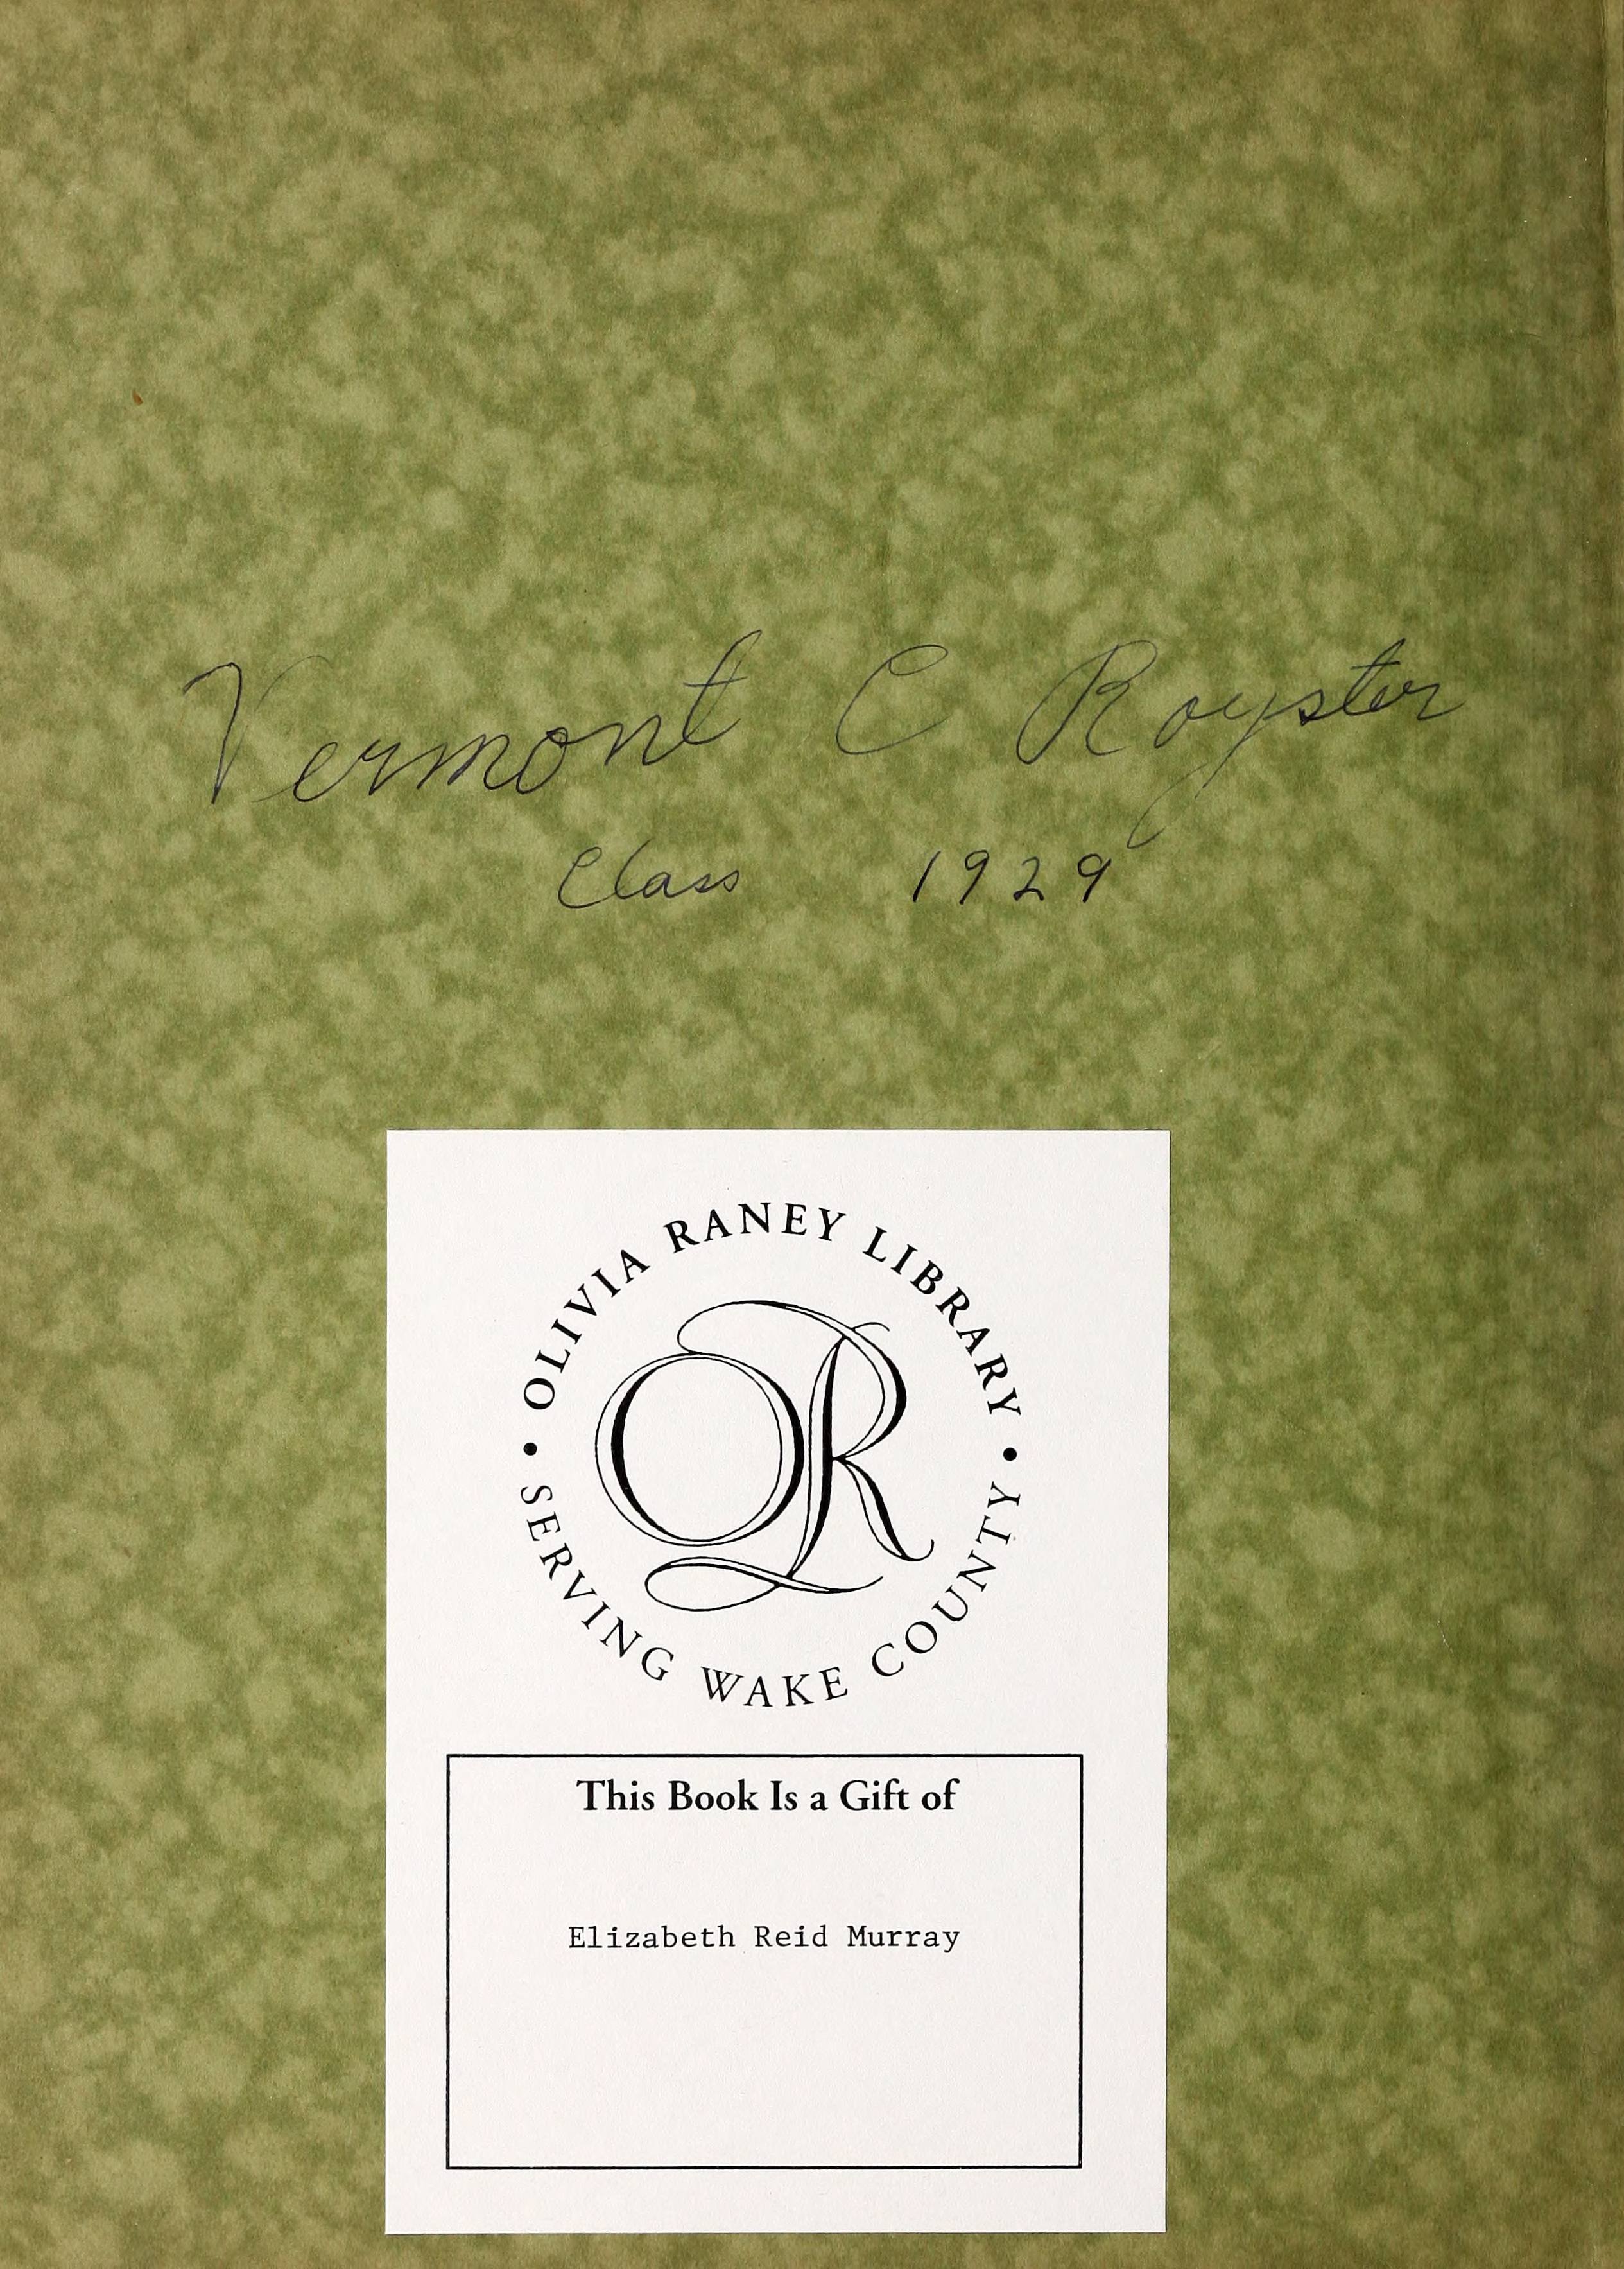 Vermont C Royster
Class 1929
• OLIVIA RANEY LIBRARY •
OR
SERVING WAKE COUNTY
This Book Is a Gift of
Elizabeth Reid Murray